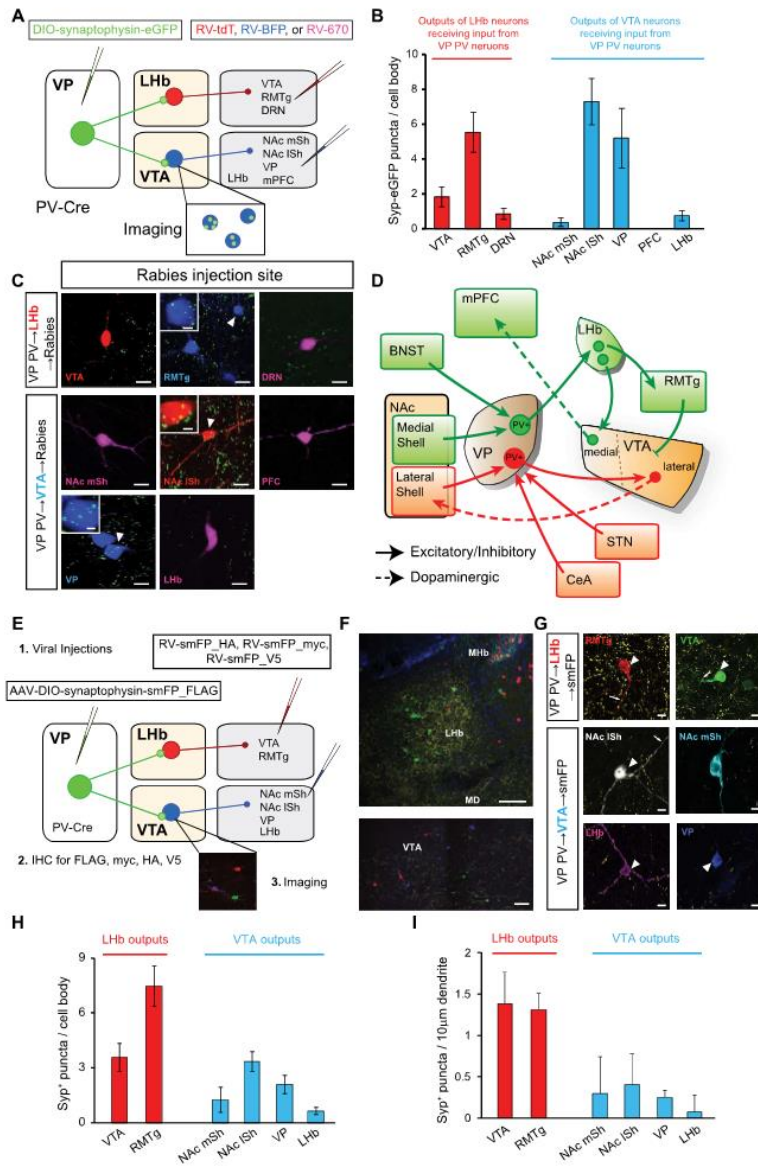 A
DIO-synaptophysin-eGFP
RV-tdT, RV-BFP, or RV-670
VP
LHb
VTA
RMTg
DRN
VTA
NAc mSh
NAc lSh
VP
LHb
mPFC
PV-Cre
Imaging
B
Outputs of LHb neurons
receiving input from
VP PV neruons
Outputs of VTA neurons
receiving input from
VP PV neurons
Syp-eGFP puncta / cell body
8
6
4
2
0
VTA
RMTg
DRN
NAc mSh
NAc lSh
VP
PFC
LHb
C
Rabies injection site
VP PV→LHb
→Rabies
VTA
RMTg
DRN
VP PV→VTA→Rabies
NAc mSh
NAc lSh
PFC
VP
LHb
D
mPFC
LHb
BNST
RMTg
NAc
Medial
Shell
Lateral
Shell
VP
PV+
PV+
medial
VTA
lateral
STN
CeA
Excitatory/Inhibitory
Dopaminergic
E
1. Viral Injections
RV-smFP_HA, RV-smFP_myc,
RV-smFP_V5
AAV-DIO-synaptophysin-smFP_FLAG
VP
LHb
VTA
RMTg
PV-Cre
VTA
NAc mSh
NAc lSh
VP
LHb
2. IHC for FLAG, myc, HA, V5
3. Imaging
F
MHb
LHb
MD
VTA
G
VP PV→LHb
→smFP
RMTg
VTA
VP PV→VTA→smFP
NAc lSh
NAc mSh
LHb
VP
H
LHb outputs
VTA outputs
Syp⁺ puncta / cell body
9
6
3
0
VTA
RMTg
NAc mSh
NAc lSh
VP
LHb
I
LHb outputs
VTA outputs
Syp⁺ puncta / 10µm dendrite
2
1.5
1
0.5
0
VTA
RMTg
NAc mSh
NAc lSh
VP
LHb